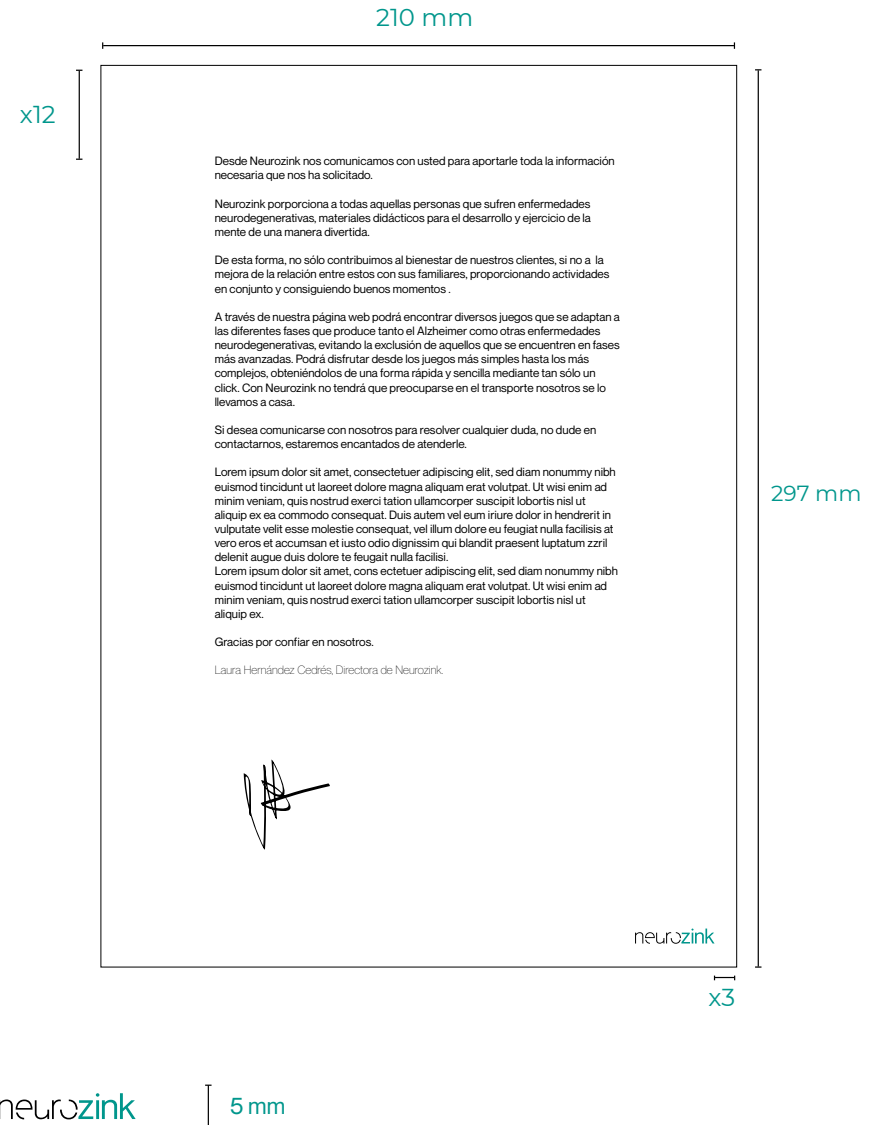 210 mm
x12
Desde Neurozink nos comunicamos con usted para aportarle toda la información
necesaria que nos ha solicitado.
Neurozink porporciona a todas aquellas personas que sufren enfermedades
neurodegenerativas, materiales didácticos para el desarrollo y ejercicio de la
mente de una manera divertida.
De esta forma, no sólo contribuimos al bienestar de nuestros clientes, si no a  la
mejora de la relación entre estos con sus familiares, proporcionando actividades
en conjunto y consiguiendo buenos momentos .
A través de nuestra página web podrá encontrar diversos juegos que se adaptan a
las diferentes fases que produce tanto el Alzheimer como otras enfermedades
neurodegenerativas, evitando la exclusión de aquellos que se encuentren en fases
más avanzadas. Podrá disfrutar desde los juegos más simples hasta los más
complejos, obteniéndolos de una forma rápida y sencilla mediante tan sólo un
click. Con Neurozink no tendrá que preocuparse en el transporte nosotros se lo
llevamos a casa.
Si desea comunicarse con nosotros para resolver cualquier duda, no dude en
contactarnos, estaremos encantados de atenderle.
Lorem ipsum dolor sit amet, consectetuer adipiscing elit, sed diam nonummy nibh
euismod tincidunt ut laoreet dolore magna aliquam erat volutpat. Ut wisi enim ad
minim veniam, quis nostrud exerci tation ullamcorper suscipit lobortis nisl ut
aliquip ex ea commodo consequat. Duis autem vel eum iriure dolor in hendrerit in
vulputate velit esse molestie consequat, vel illum dolore eu feugiat nulla facilisis at
vero eros et accumsan et iusto odio dignissim qui blandit praesent luptatum zzril
delenit augue duis dolore te feugait nulla facilisi.
Lorem ipsum dolor sit amet, cons ectetuer adipiscing elit, sed diam nonummy nibh
euismod tincidunt ut laoreet dolore magna aliquam erat volutpat. Ut wisi enim ad
minim veniam, quis nostrud exerci tation ullamcorper suscipit lobortis nisl ut
aliquip ex.
Gracias por confiar en nosotros.
Laura Hernández Cedrés, Directora de Neurozink.
297 mm
neurozink
x3
neurozink
5 mm